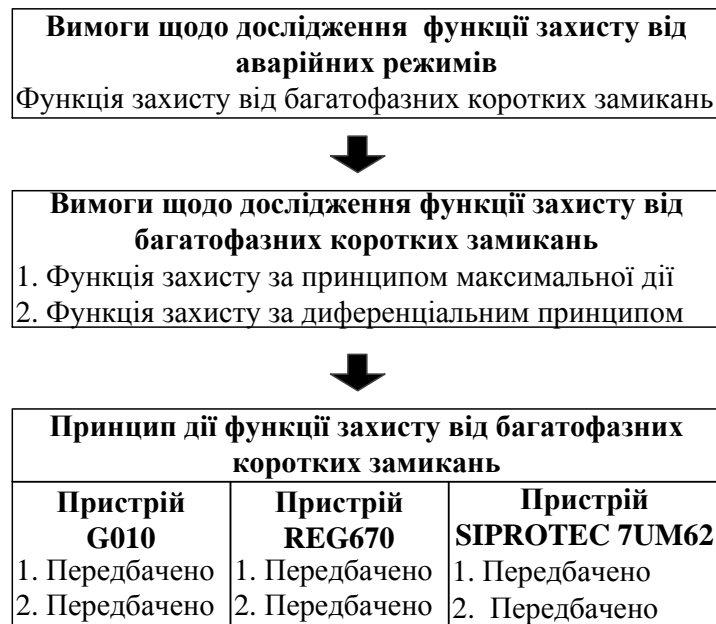 Вимоги щодо дослідження функції захисту від
аварійних режимів
Функція захисту від багатофазних коротких замикань
Вимоги щодо дослідження функції захисту від
багатофазних коротких замикань
1. Функція захисту за принципом максимальної дії
2. Функція захисту за диференціальним принципом
Принцип дії функції захисту від багатофазних
коротких замикань
Пристрій
G010
1. Передбачено
2. Передбачено
Пристрій
REG670
1. Передбачено
2. Передбачено
Пристрій
SIPROTEC 7UM62
1. Передбачено
2. Передбачено